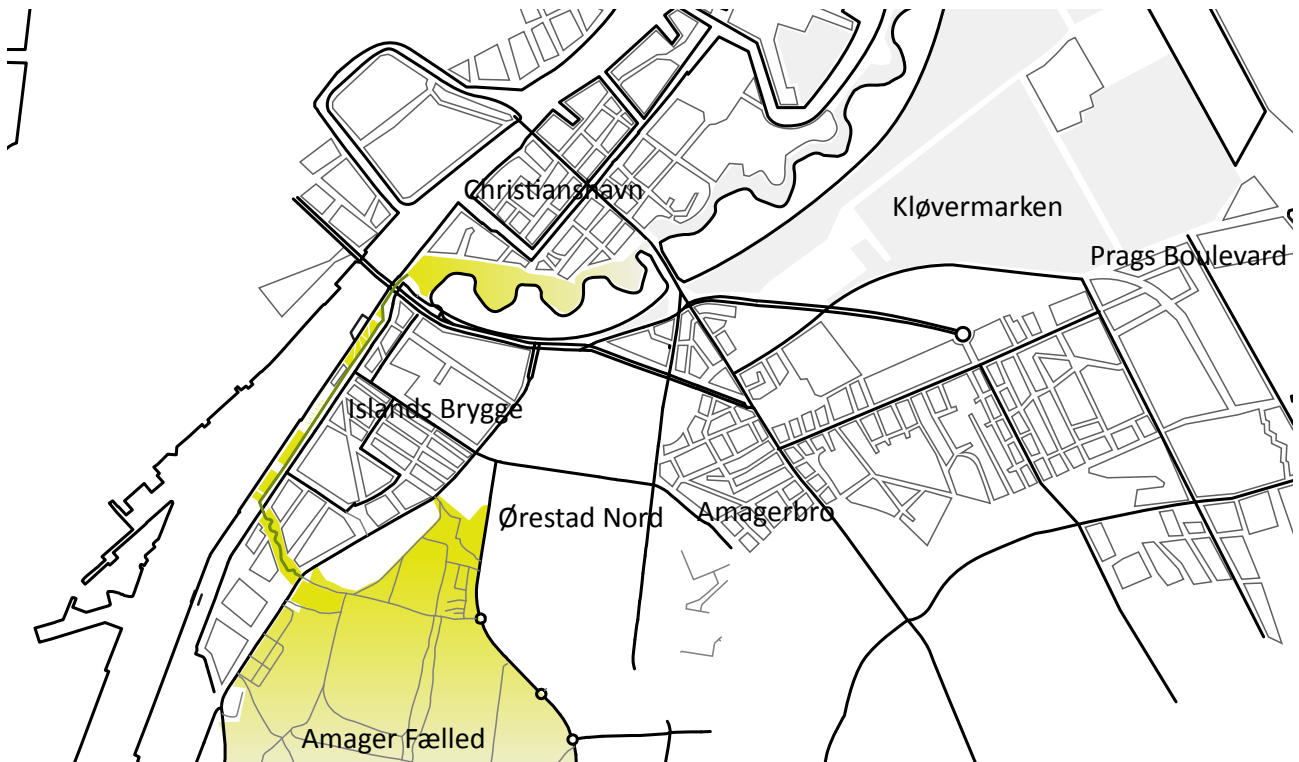 Christianshavn
Kløvermarken
Prags Boulevard
Islands Brygge
Ørestad Nord
Amagerbro
Amager Fælled